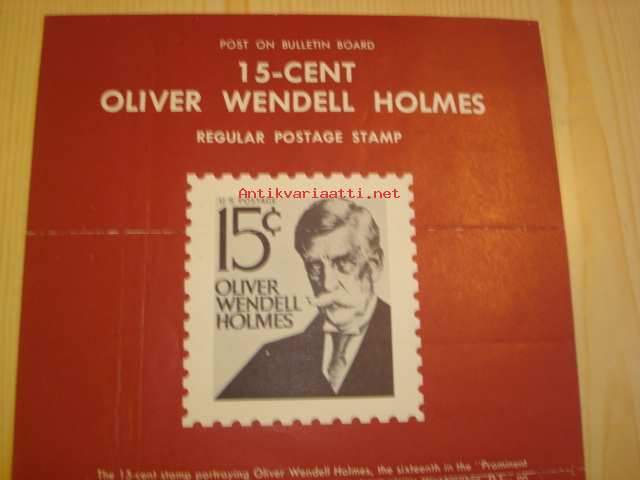 POST ON BULLETIN BOARD
15-CENT
OLIVER WENDELL HOLMES
REGULAR POSTAGE STAMP
Antikvariaatti.net
U.S. POSTAGE
15¢
OLIVER
WENDELL
HOLMES
The 15-cent stamp portraying Oliver Wendell Holmes, the sixteenth in the "Prominent